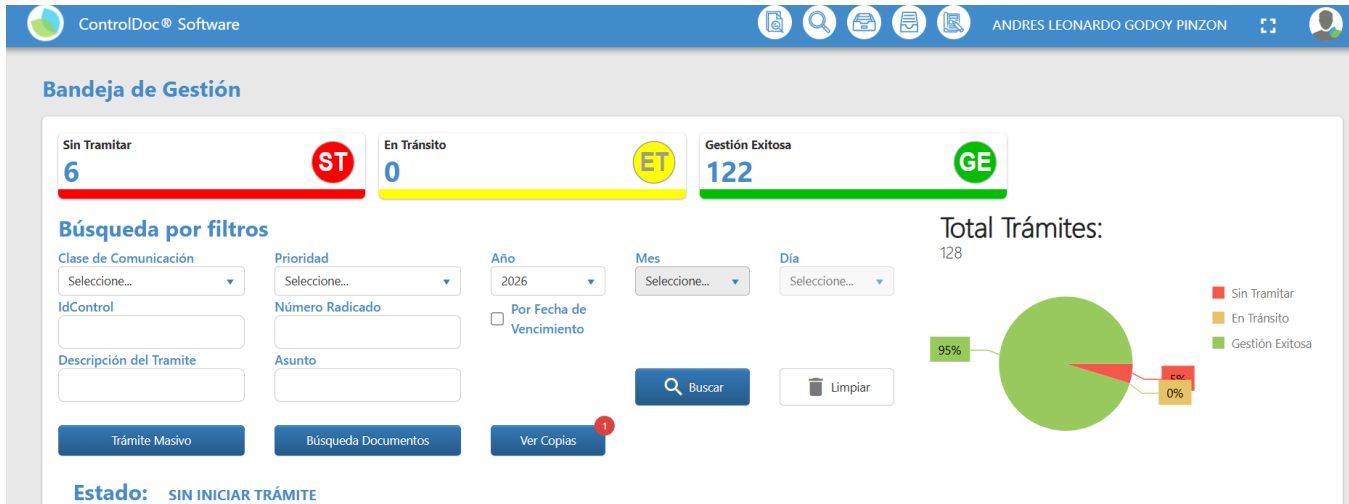 ControlDoc® Software
ANDRES LEONARDO GODOY PINZON
Bandeja de Gestión
Sin Tramitar
6
ST
En Tránsito
0
ET
Gestión Exitosa
122
GE
Búsqueda por filtros
Clase de Comunicación
Seleccione...
Prioridad
Seleccione...
Año
2026
Mes
Seleccione...
Día
Seleccione...
IdControl
Número Radicado
Por Fecha de
Vencimiento
Descripción del Tramite
Asunto
Buscar
Limpiar
Trámite Masivo
Búsqueda Documentos
Ver Copias
1
Total Trámites:
128
95%
5%
0%
Sin Tramitar
En Tránsito
Gestión Exitosa
Estado: SIN INICIAR TRÁMITE